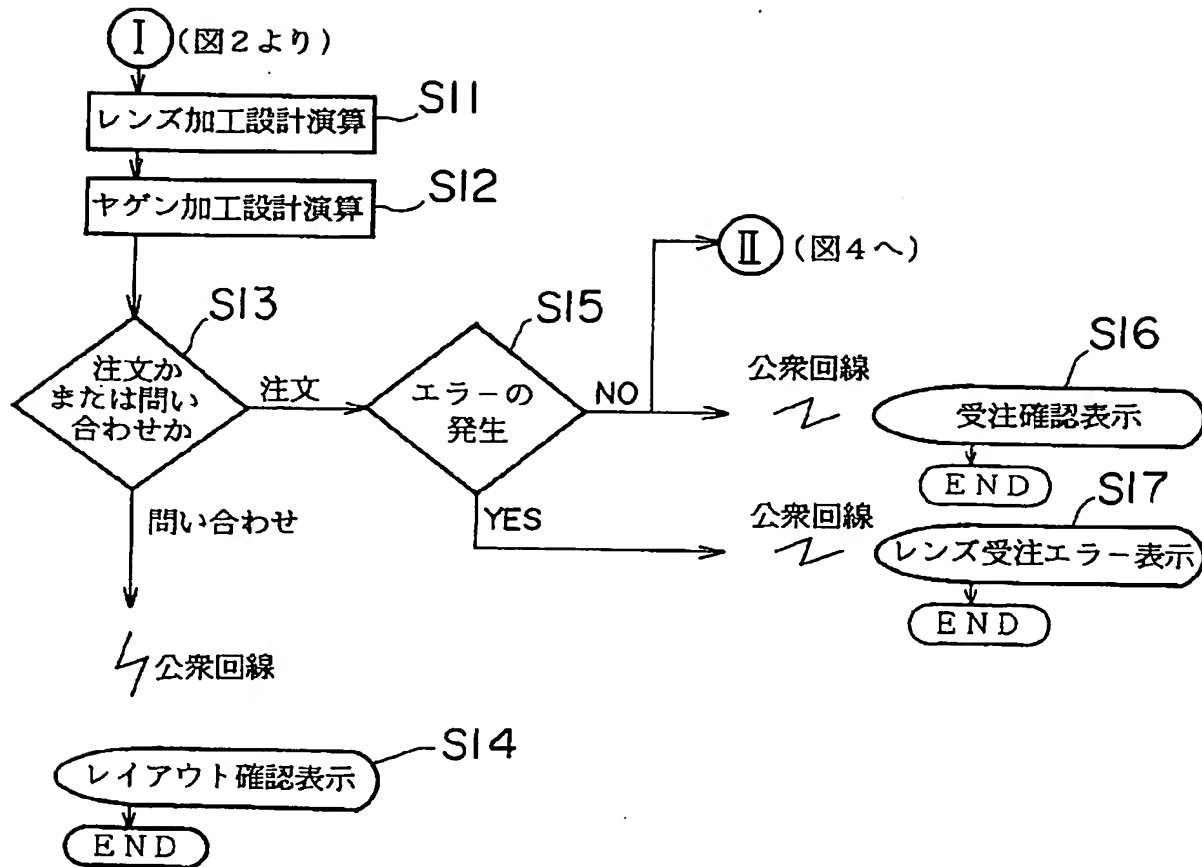 I (図2より)
S11
レンズ加工設計演算
S12
ヤゲン加工設計演算
II (図4へ)
S13
注文か
または問い
合わせか
注文
S15
エラーの
発生
NO
公衆回線
S16
受注確認表示
END
YES
公衆回線
S17
レンズ受注エラー表示
END
問い合わせ
公衆回線
S14
レイアウト確認表示
END